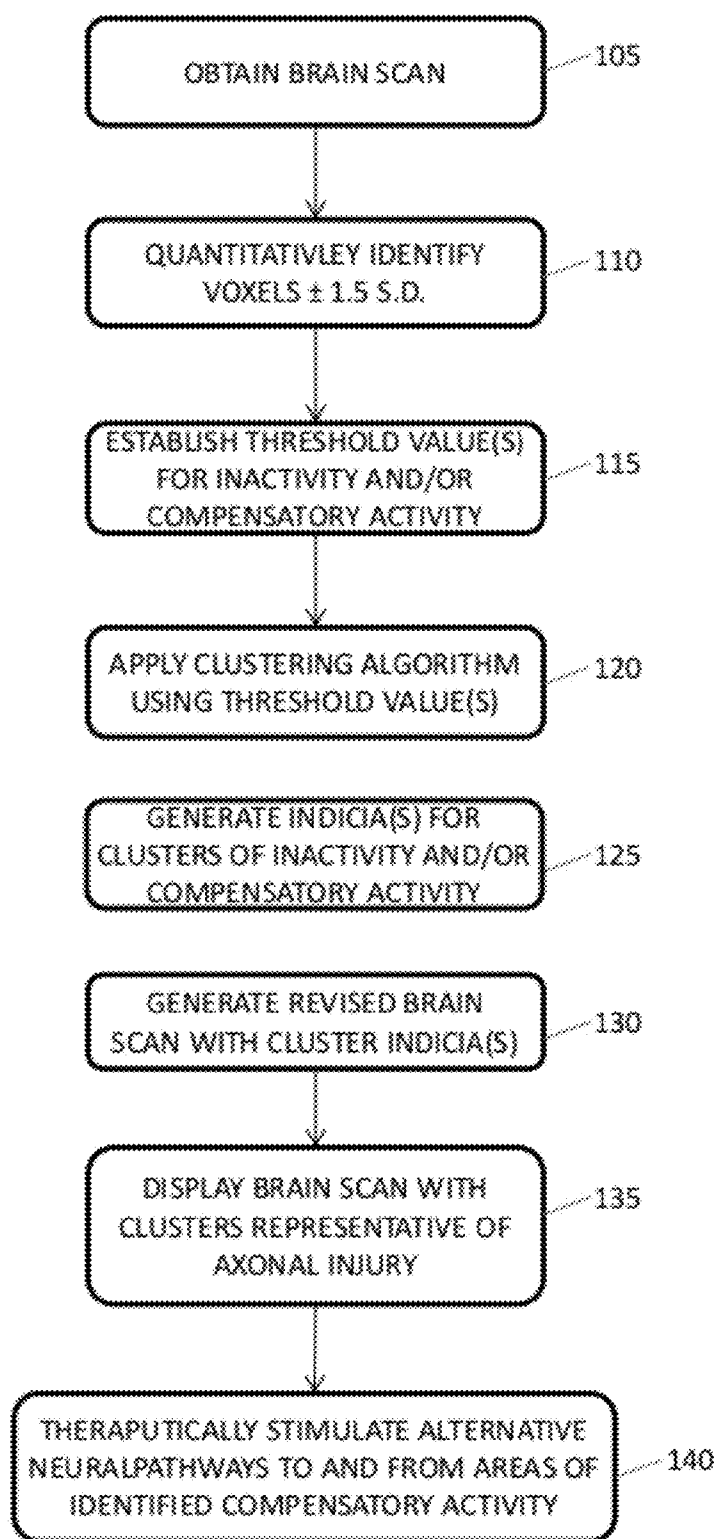 OBTAIN BRAIN SCAN
105
QUANTITATIVLEY IDENTIFY
VOXELS ± 1.5 S.D.
110
ESTABLISH THRESHOLD VALUE(S)
FOR INACTIVITY AND/OR
COMPENSATORY ACTIVITY
115
APPLY CLUSTERING ALGORITHM
USING THRESHOLD VALUE(S)
120
GENERATE INDICIA(S) FOR
CLUSTERS OF INACTIVITY AND/OR
COMPENSATORY ACTIVITY
125
GENERATE REVISED BRAIN
SCAN WITH CLUSTER INDICIA(S)
130
DISPLAY BRAIN SCAN WITH
CLUSTERS REPRESENTATIVE OF
AXONAL INJURY
135
THERAPUTICALLY STIMULATE ALTERNATIVE
NEURALPATHWAYS TO AND FROM AREAS OF
IDENTIFIED COMPENSATORY ACTIVITY
140